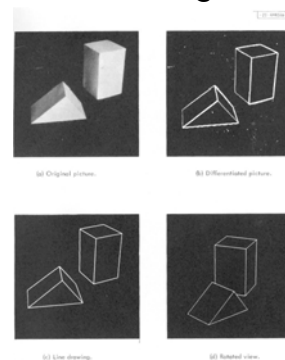 (a) Original picture.
(b) Differentiated picture.
(c) Line drawing.
(d) Rotated view.